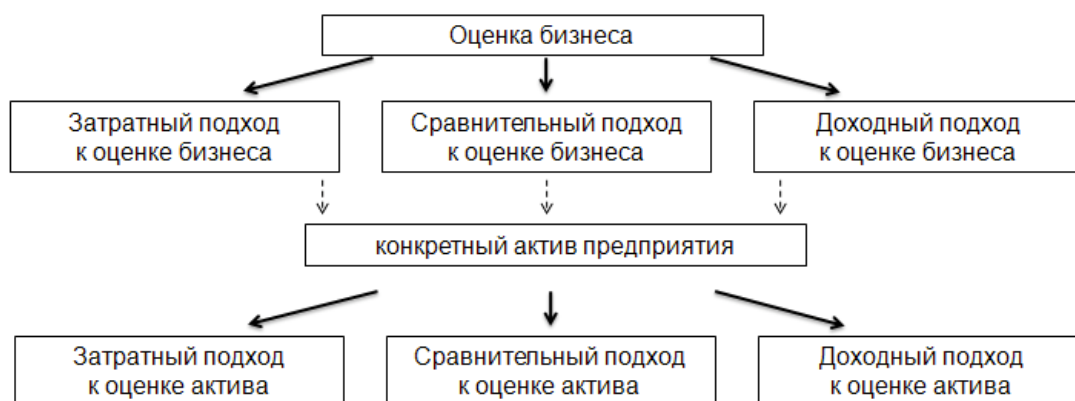 Оценка бизнеса
Затратный подход
к оценке бизнеса
Сравнительный подход
к оценке бизнеса
Доходный подход
к оценке бизнеса
конкретный актив предприятия
Затратный подход
к оценке актива
Сравнительный подход
к оценке актива
Доходный подход
к оценке актива